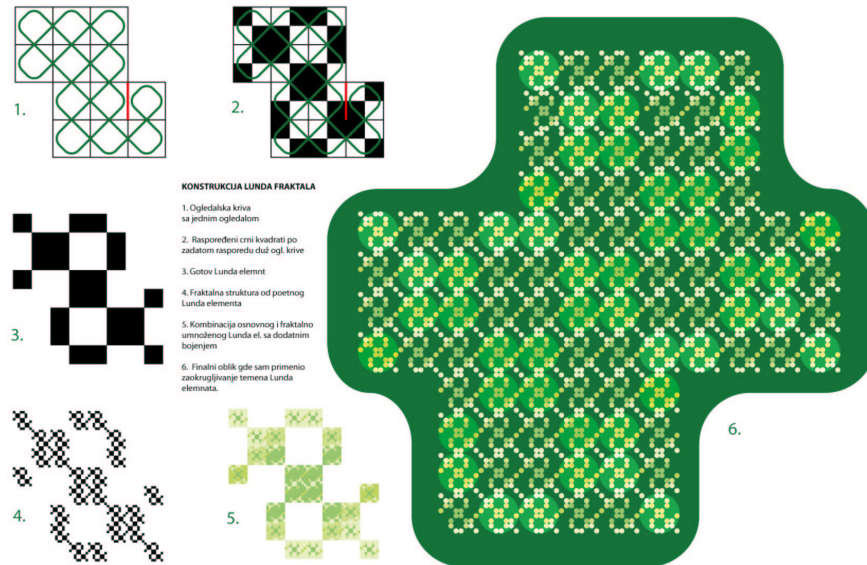 1.
2.
KONSTRUKCIJA LUNDA FRAKTALA
1. Ogledalska kriva
sa jednim ogledalom
2. Raspoređeni crni kvadrati po
zadatom rasporedu duž ogl. krive
3. Gotov Lunda elemnt
4. Fraktalna struktura od poetnog
Lunda elementa
5. Kombinacija osnovnog i fraktalno
umnoženog Lunda el. sa dodatnim
bojenjem
6. Finalni oblik gde sam primenio
zaokrugljivanje temena Lunda
elemnata.
3.
4.
5.
6.